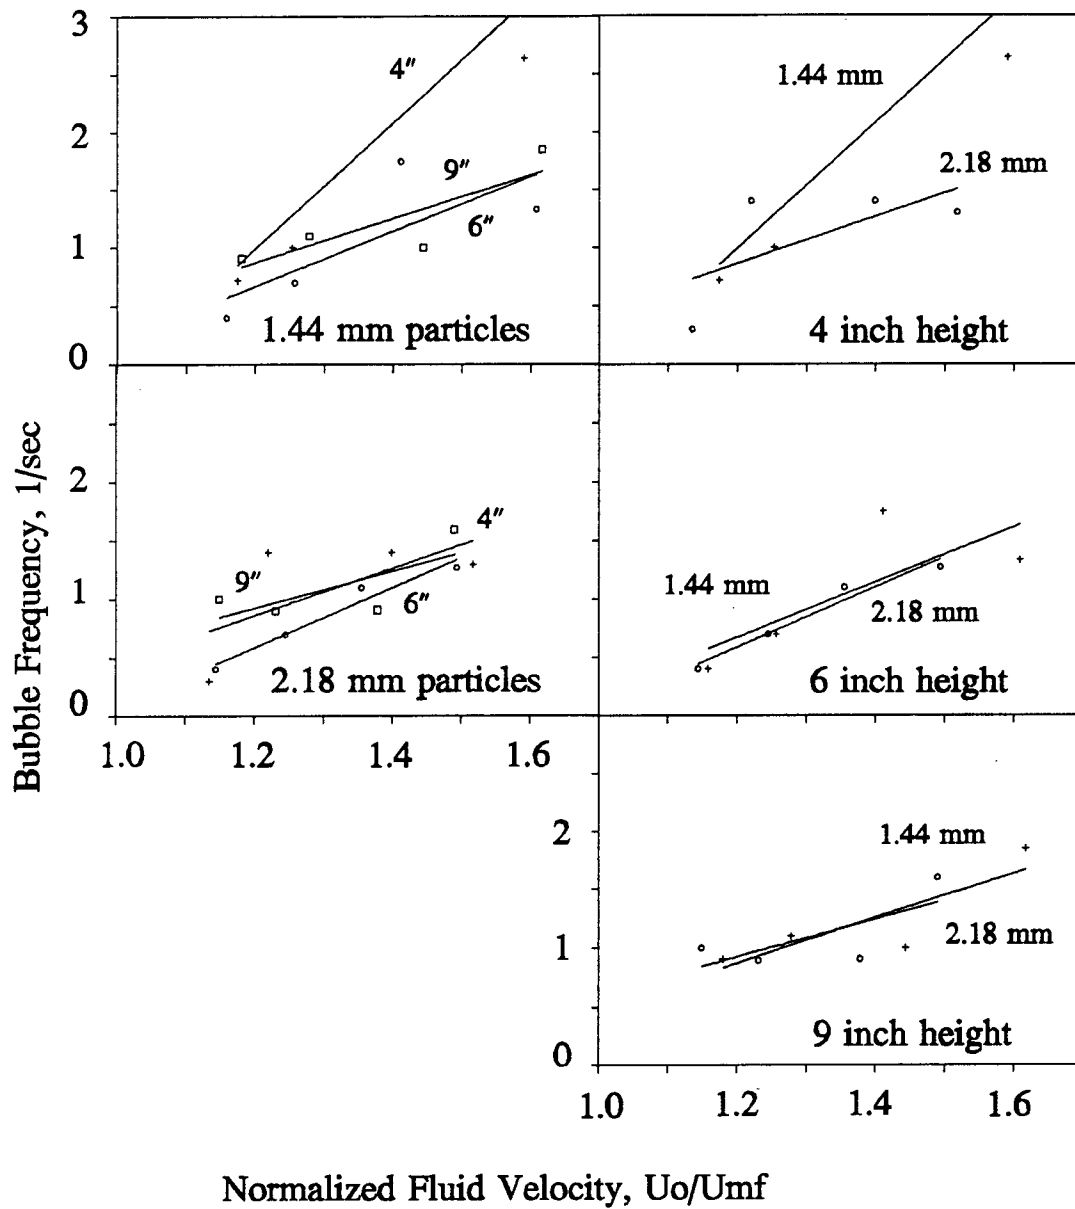 3
2
1
0
4"
9"
6"
1.44 mm particles
1.44 mm
2.18 mm
4 inch height
Bubble Frequency, 1/sec
2
1
0
4"
9"
6"
2.18 mm particles
1.0
1.2
1.4
1.6
1.44 mm
2.18 mm
6 inch height
2
1
0
1.44 mm
2.18 mm
9 inch height
1.0
1.2
1.4
1.6
Normalized Fluid Velocity, Uo/Umf